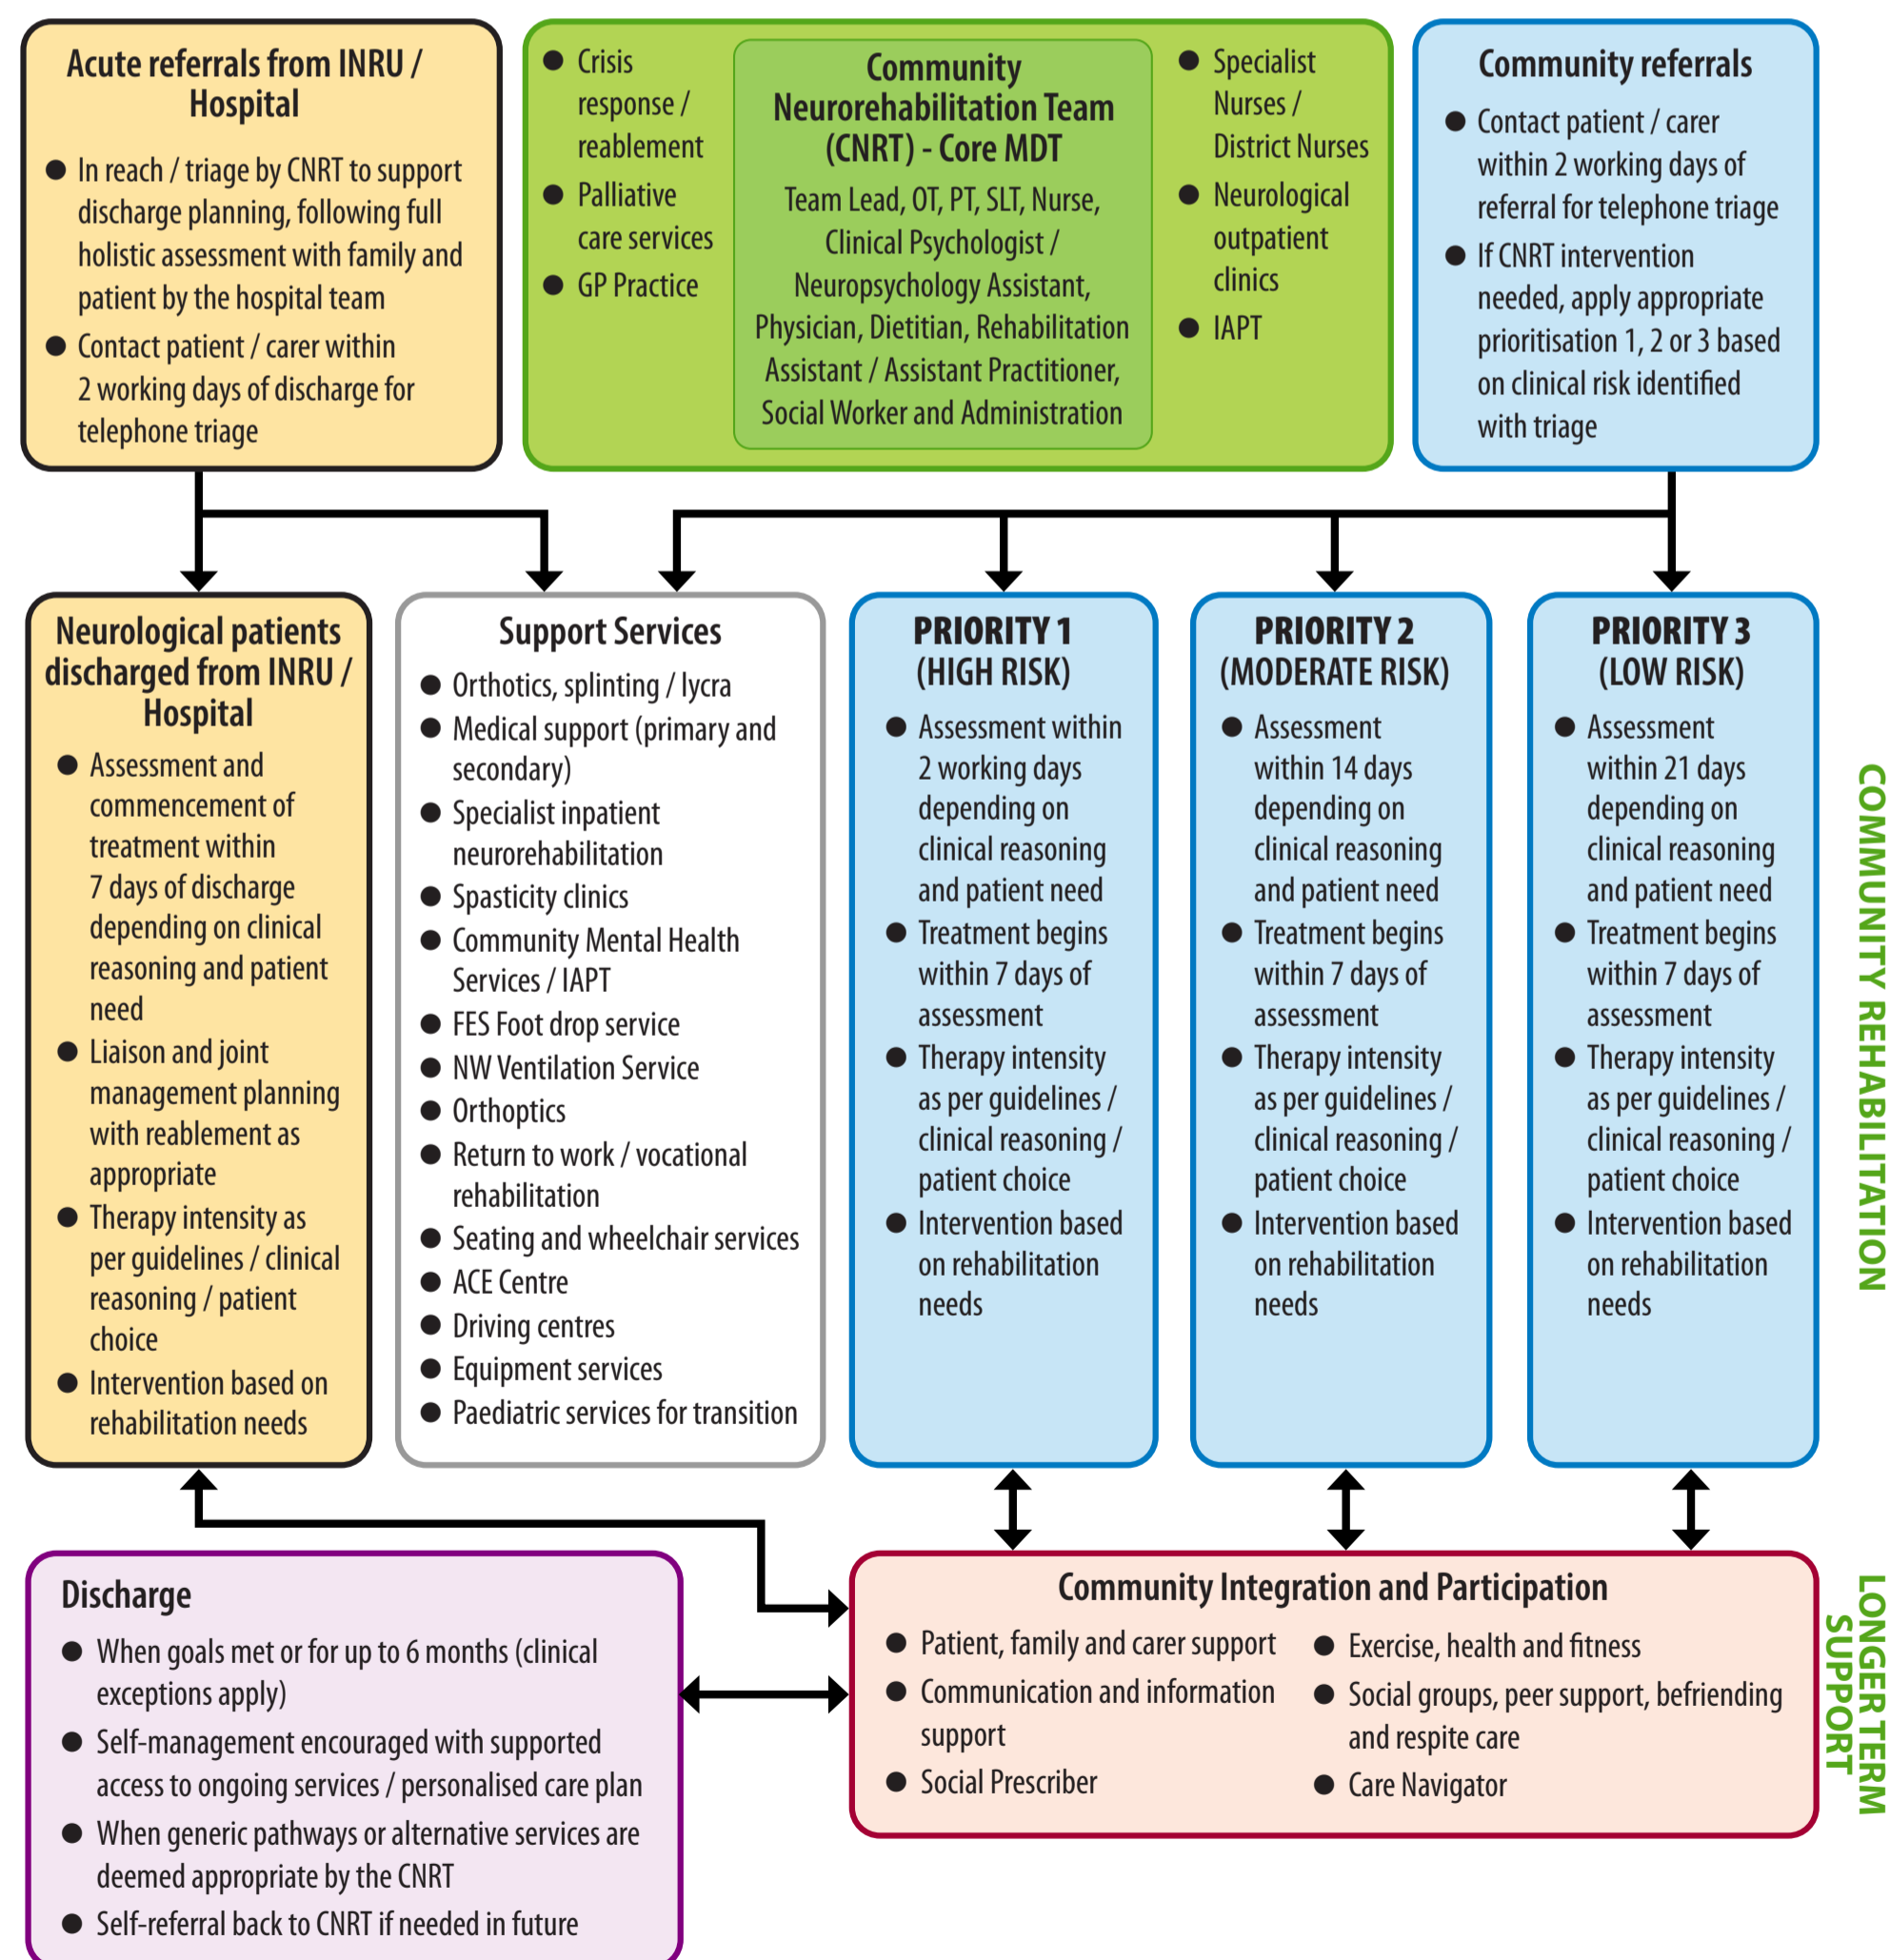 Acute referrals from INRU /
Hospital
● In reach / triage by CNRT to support
discharge planning, following full
holistic assessment with family and
patient by the hospital team
● Contact patient / carer within
2 working days of discharge for
telephone triage
● Crisis
response /
reablement
● Palliative
care services
● GP Practice
Community
Neurorehabilitation Team
(CNRT) - Core MDT
Team Lead, OT, PT, SLT, Nurse,
Clinical Psychologist /
Neuropsychology Assistant,
Physician, Dietitian, Rehabilitation
Assistant / Assistant Practitioner,
Social Worker and Administration
● Specialist
Nurses /
District Nurses
● Neurological
outpatient
clinics
● IAPT
Community referrals
● Contact patient / carer
within 2 working days of
referral for telephone triage
● If CNRT intervention
needed, apply appropriate
prioritisation 1, 2 or 3 based
on clinical risk identified
with triage
Neurological patients
discharged from INRU /
Hospital
● Assessment and
commencement of
treatment within
7 days of discharge
depending on clinical
reasoning and patient
need
● Liaison and joint
management planning
with reablement as
appropriate
● Therapy intensity as
per guidelines / clinical
reasoning / patient
choice
● Intervention based on
rehabilitation needs
Support Services
● Orthotics, splinting / lycra
● Medical support (primary and
secondary)
● Specialist inpatient
neurorehabilitation
● Spasticity clinics
● Community Mental Health
Services / IAPT
● FES Foot drop service
● NW Ventilation Service
● Orthoptics
● Return to work / vocational
rehabilitation
● Seating and wheelchair services
● ACE Centre
● Driving centres
● Equipment services
● Paediatric services for transition
PRIORITY 1
(HIGH RISK)
● Assessment within
2 working days
depending on
clinical reasoning
and patient need
● Treatment begins
within 7 days of
assessment
● Therapy intensity
as per guidelines /
clinical reasoning /
patient choice
● Intervention based
on rehabilitation
needs
PRIORITY 2
(MODERATE RISK)
● Assessment
within 14 days
depending on
clinical reasoning
and patient need
● Treatment begins
within 7 days of
assessment
● Therapy intensity
as per guidelines /
clinical reasoning /
patient choice
● Intervention based
on rehabilitation
needs
PRIORITY 3
(LOW RISK)
● Assessment
within 21 days
depending on
clinical reasoning
and patient need
● Treatment begins
within 7 days of
assessment
● Therapy intensity
as per guidelines /
clinical reasoning /
patient choice
● Intervention based
on rehabilitation
needs
COMMUNITY REHABILITATION
Discharge
● When goals met or for up to 6 months (clinical
exceptions apply)
● Self-management encouraged with supported
access to ongoing services / personalised care plan
● When generic pathways or alternative services are
deemed appropriate by the CNRT
● Self-referral back to CNRT if needed in future
Community Integration and Participation
● Patient, family and carer support
● Communication and information
support
● Social Prescriber
● Exercise, health and fitness
● Social groups, peer support, befriending
and respite care
● Care Navigator
LONGER TERM
SUPPORT